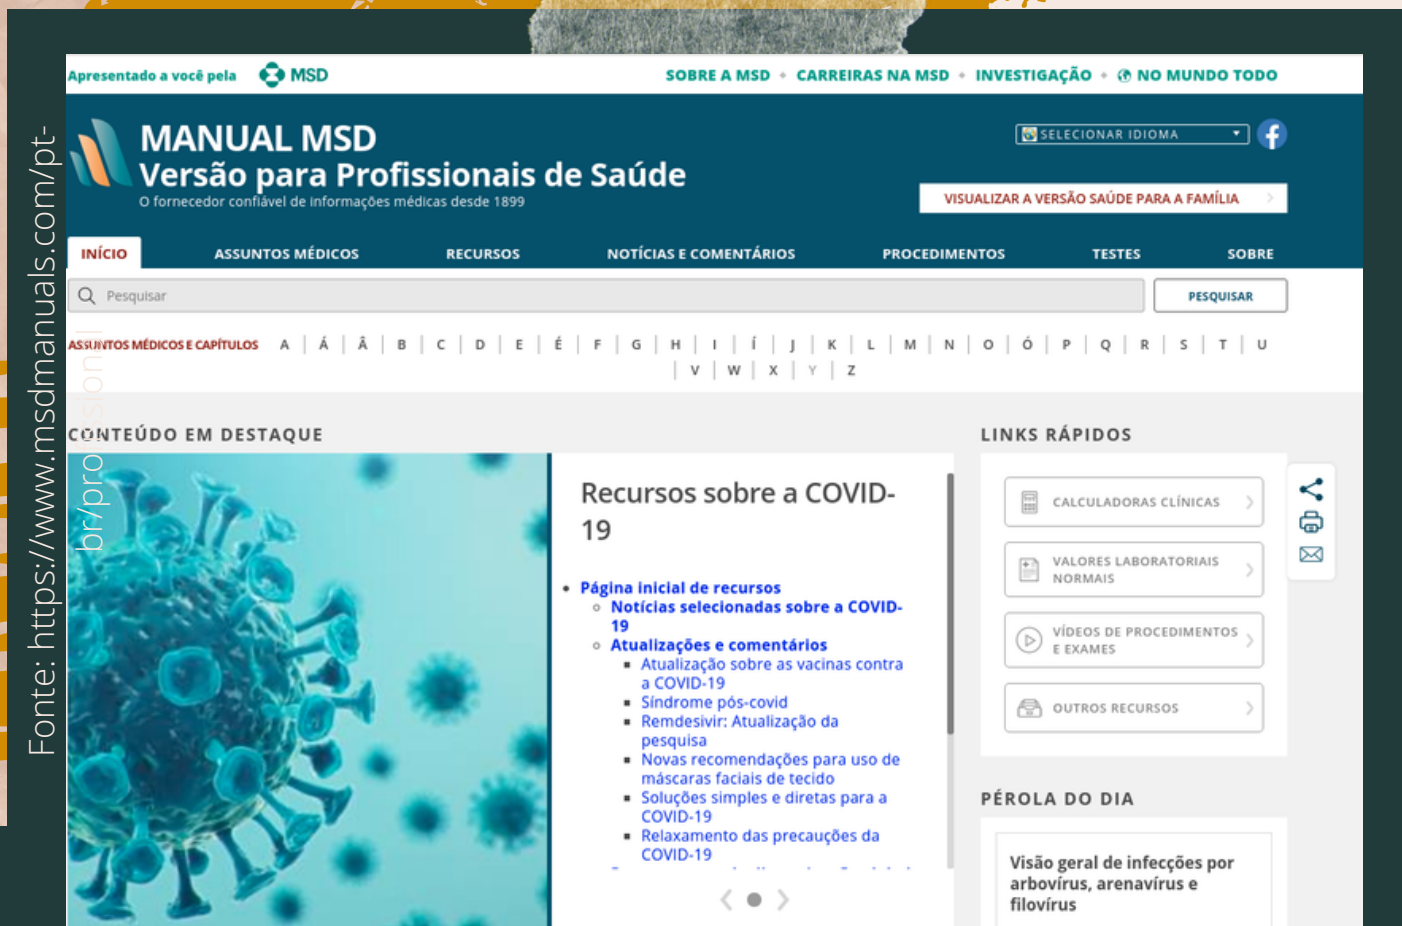 Apresentado a você pela MSD
SOBRE A MSD CARREIRAS NA MSD INVESTIGAÇÃO NO MUNDO TODO
MANUAL MSD
Versão para Profissionais de Saúde
O fornecedor confiável de informações médicas desde 1899
SELECIONAR IDIOMA
VISUALIZAR A VERSÃO SAÚDE PARA A FAMÍLIA
INÍCIO ASSUNTOS MÉDICOS RECURSOS NOTÍCIAS E COMENTÁRIOS PROCEDIMENTOS TESTES SOBRE
Pesquisar
PESQUISAR
ASSUNTOS MÉDICOS E CAPÍTULOS A | Á | Â | B | C | D | E | É | F | G | H | I | Í | J | K | L | M | N | O | Ó | P | Q | R | S | T | U
| V | W | X | Y | Z
CONTEÚDO EM DESTAQUE
Recursos sobre a COVID-
19
Página inicial de recursos
Notícias selecionadas sobre a COVID-
19
Atualizações e comentários
Atualização sobre as vacinas contra
a COVID-19
Síndrome pós-covid
Remdesivir: Atualização da
pesquisa
Novas recomendações para uso de
máscaras faciais de tecido
Soluções simples e diretas para a
COVID-19
Relaxamento das precauções da
COVID-19
LINKS RÁPIDOS
CALCULADORAS CLÍNICAS
VALORES LABORATORIAIS
NORMAIS
VÍDEOS DE PROCEDIMENTOS
E EXAMES
OUTROS RECURSOS
PÉROLA DO DIA
Visão geral de infecções por
arbovírus, arenavírus e
filovírus
Fonte: https://www.msdmanuals.com/pt-
br/professional